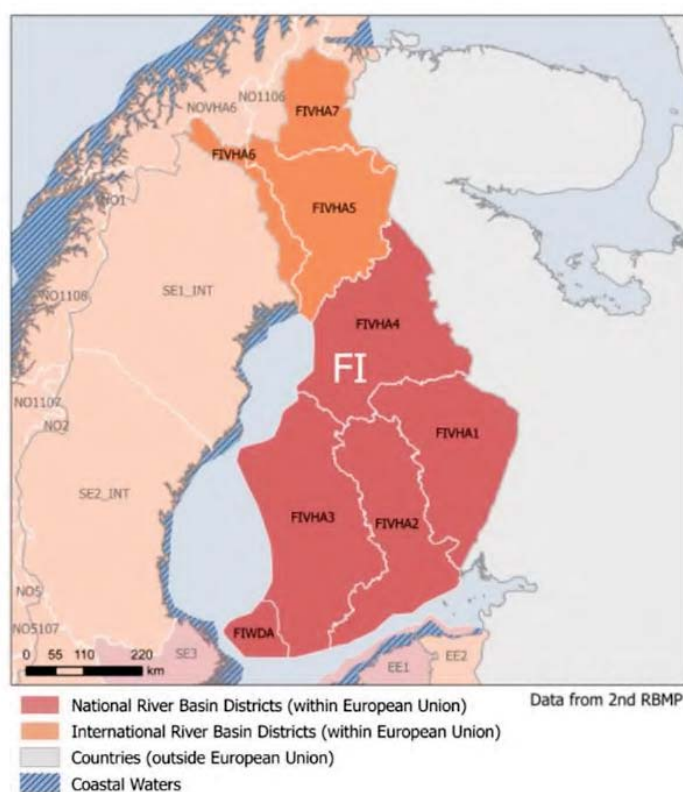 NO1106
NOVHA6
FIVHA7
FIVHA6
FIVHA5
NO1
SE1_INT
NO1108
FIVHA4
FI
NO1107
NO2
FIVHA1
SE2_INT
FIVHA3
FIVHA2
NO5
NO5107
FIWDA
SE3
EE1
EE2
0 55 110 220
km
Data from 2nd RBMP
National River Basin Districts (within European Union)
International River Basin Districts (within European Union)
Countries (outside European Union)
Coastal Waters